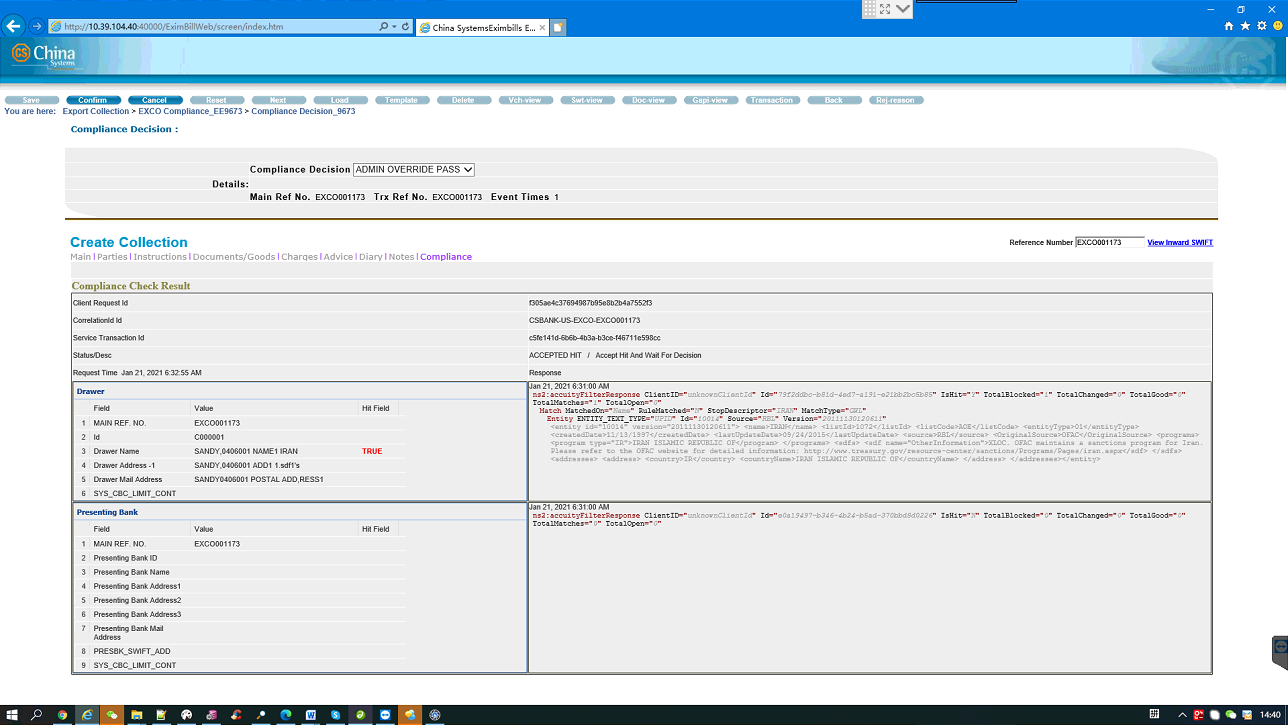 http://10.39.104.40:40000/EximBillWeb/screen/index.htm
China SystemsEximbills E...
China
Systems
Save Confirm Cancel Reset Next Load Template Delete Vch-view Swt-view Doc-view Gapi-view Transaction Back Rej-reason
You are here: Export Collection > EXCO Compliance_EE9673 > Compliance Decision_9673
Compliance Decision :
Compliance Decision ADMIN OVERRIDE PASS
Details:
Main Ref No. EXCO001173 Trx Ref No. EXCO001173 Event Times 1
Create Collection
Reference Number EXCO001173 View Inward SWIFT
Main | Parties | Instructions | Documents/Goods | Charges | Advice | Diary | Notes | Compliance
Compliance Check Result
Client Request Id f305ae4c37694987b95e8b2b4a7552f3
CorrelationId Id CSBANK-US-EXCO-EXCO001173
Service Transaction Id c5fe141d-6b6b-4b3a-b3ce-f46711e598cc
Status/Desc ACCEPTED HIT / Accept Hit And Wait For Decision
Request Time Jan 21, 2021 6:32:55 AM Response
Drawer
Field Value Hit Field
1 MAIN REF. NO. EXCO001173
2 Id C000001
3 Drawer Name SANDY,0406001 NAME1 IRAN TRUE
4 Drawer Address -1 SANDY,0406001 ADD1 1.sdf1's
5 Drawer Mail Address SANDY0406001 POSTAL ADD,RESS1
6 SYS_CBC_LIMIT_CONT
Jan 21, 2021 6:31:00 AM
ns2:accuityFilterResponse ClientID="unknownClientId" Id="79f2ddbc-b81d-4ed7-a191-e21bb2bc5b85" IsHit="Y" TotalBlocked="1" TotalChanged="0" TotalGood="0"
TotalMatches="1" TotalOpen="0"
Match MatchedOn="Name" RuleMatched="N" StopDescriptor="IRAN" MatchType="GWL"
Entity ENTITY_TEXT_TYPE="UPID" Id="10014" Source="RBL" Version="20111130120611"
<entity id="10014" version="20111130120611"> <name>IRAN</name> <listId>1072</listId> <listCode>AOE</listCode> <entityType>01</entityType>
<createdDate>11/13/1997</createdDate> <lastUpdateDate>09/24/2015</lastUpdateDate> <source>RBL</source> <OriginalSource>OFAC</OriginalSource> <programs>
<program type="IR">IRAN ISLAMIC REPUBLIC OF</program> </programs> <sdfs> <sdf name="OtherInformation">XLOC. OFAC maintains a sanctions program for Iran.
Please refer to the OFAC website for detailed information: http://www.treasury.gov/resource-center/sanctions/Programs/Pages/iran.aspx</sdf> </sdfs>
<addresses> <address> <country>IR</country> <countryName>IRAN ISLAMIC REPUBLIC OF</countryName> </address> </addresses></entity>
Presenting Bank
Field Value Hit Field
1 MAIN REF. NO. EXCO001173
2 Presenting Bank ID
3 Presenting Bank Name
4 Presenting Bank Address1
5 Presenting Bank Address2
6 Presenting Bank Address3
7 Presenting Bank Mail
Address
8 PRESBK_SWIFT_ADD
9 SYS_CBC_LIMIT_CONT
Jan 21, 2021 6:31:00 AM
ns2:accuityFilterResponse ClientID="unknownClientId" Id="e0a19497-b346-4b24-b5ad-370bbd9d0226" IsHit="N" TotalBlocked="0" TotalChanged="0" TotalGood="0"
TotalMatches="0" TotalOpen="0"
14:40